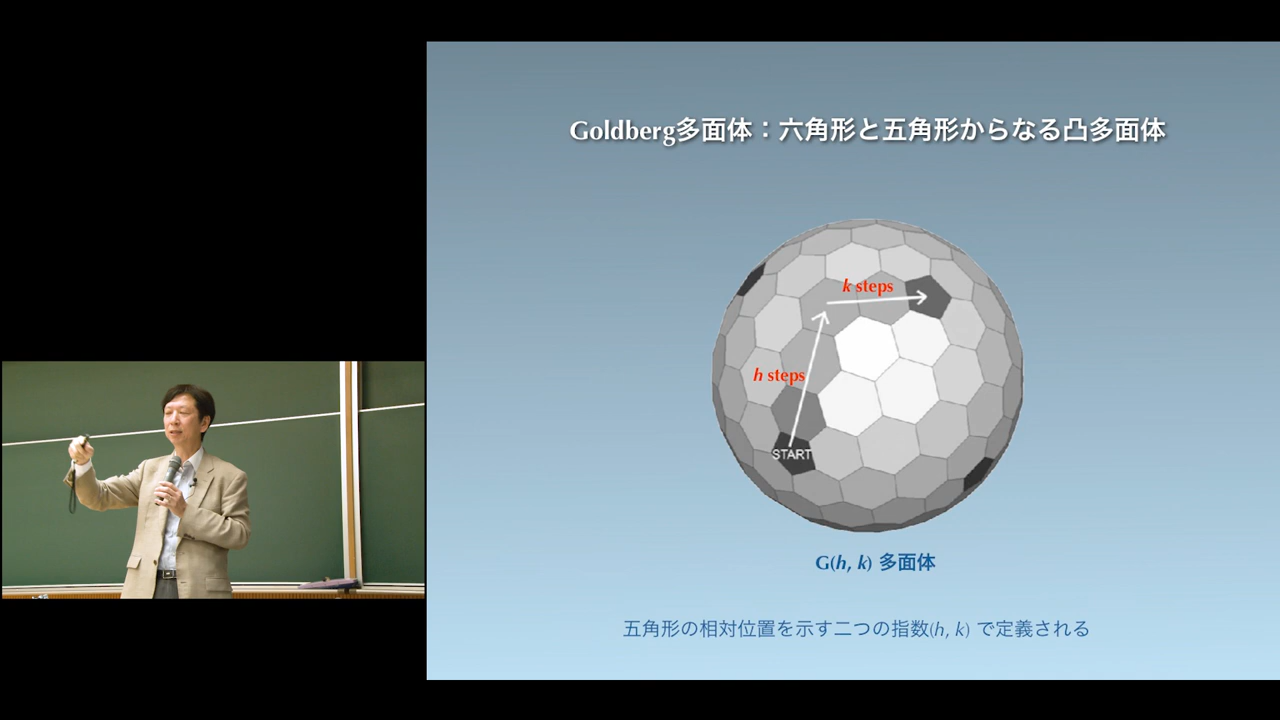 Goldberg多面体：六角形と五角形からなる凸多面体
k steps
h steps
START
G(h, k) 多面体
五角形の相対位置を示す二つの指数(h, k) で定義される